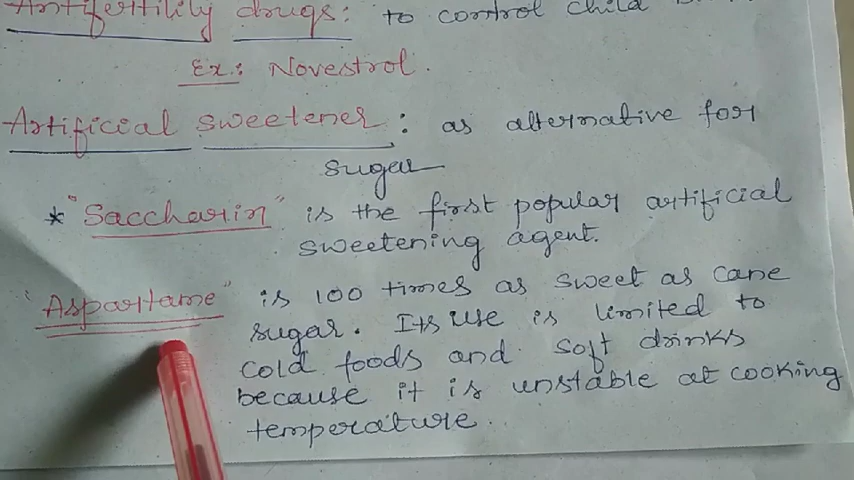 Antifertility drugs: to control child
Ex: Novestrol.
Artificial sweetener: as alternative for
sugar
* "Saccharin" is the first popular artificial
sweetening agent.
"Aspartame" is 100 times as sweet as cane
sugar. Its use is limited to
cold foods and soft drinks
because it is unstable at cooking
temperature.